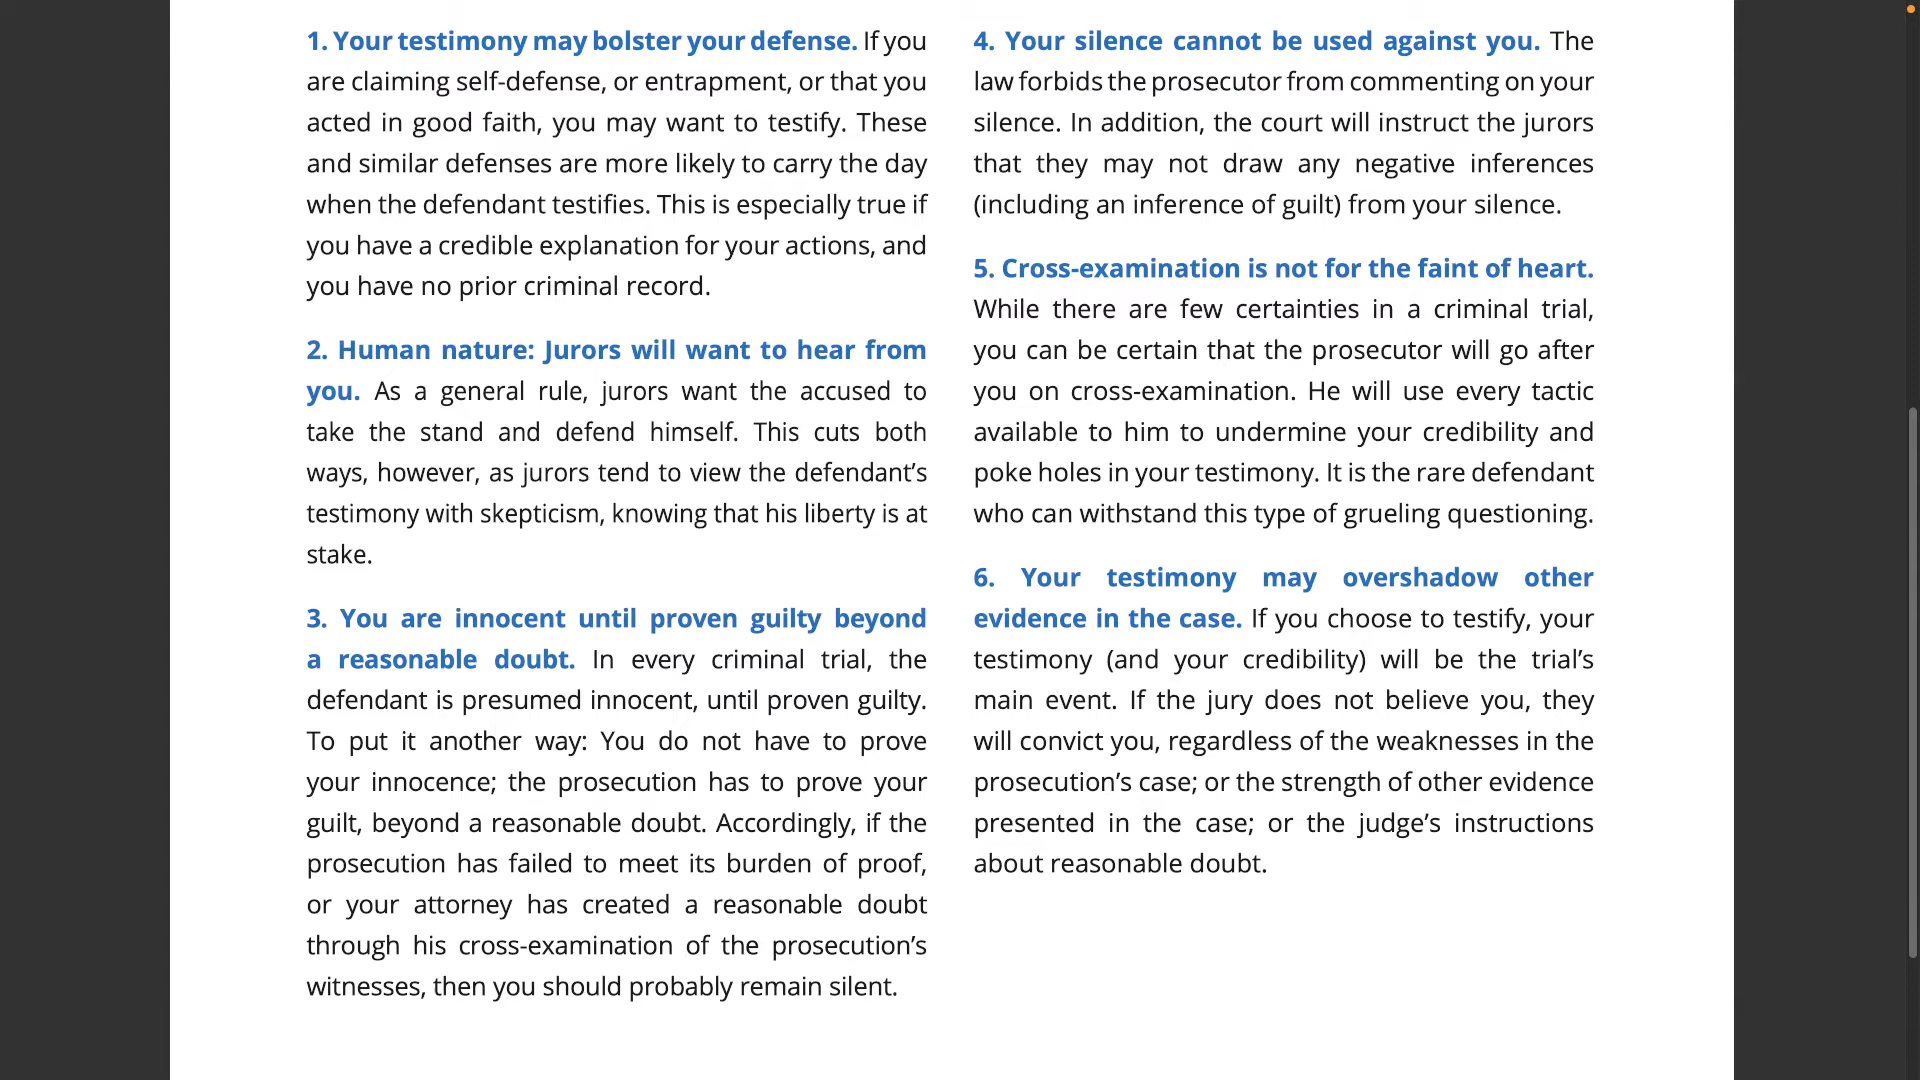 1. Your testimony may bolster your defense. If you
are claiming self-defense, or entrapment, or that you
acted in good faith, you may want to testify. These
and similar defenses are more likely to carry the day
when the defendant testifies. This is especially true if
you have a credible explanation for your actions, and
you have no prior criminal record.
2. Human nature: Jurors will want to hear from
you. As a general rule, jurors want the accused to
take the stand and defend himself. This cuts both
ways, however, as jurors tend to view the defendant’s
testimony with skepticism, knowing that his liberty is at
stake.
3. You are innocent until proven guilty beyond
a reasonable doubt. In every criminal trial, the
defendant is presumed innocent, until proven guilty.
To put it another way: You do not have to prove
your innocence; the prosecution has to prove your
guilt, beyond a reasonable doubt. Accordingly, if the
prosecution has failed to meet its burden of proof,
or your attorney has created a reasonable doubt
through his cross-examination of the prosecution’s
witnesses, then you should probably remain silent.
4. Your silence cannot be used against you. The
law forbids the prosecutor from commenting on your
silence. In addition, the court will instruct the jurors
that they may not draw any negative inferences
(including an inference of guilt) from your silence.
5. Cross-examination is not for the faint of heart.
While there are few certainties in a criminal trial,
you can be certain that the prosecutor will go after
you on cross-examination. He will use every tactic
available to him to undermine your credibility and
poke holes in your testimony. It is the rare defendant
who can withstand this type of grueling questioning.
6. Your testimony may overshadow other
evidence in the case. If you choose to testify, your
testimony (and your credibility) will be the trial’s
main event. If the jury does not believe you, they
will convict you, regardless of the weaknesses in the
prosecution’s case; or the strength of other evidence
presented in the case; or the judge’s instructions
about reasonable doubt.